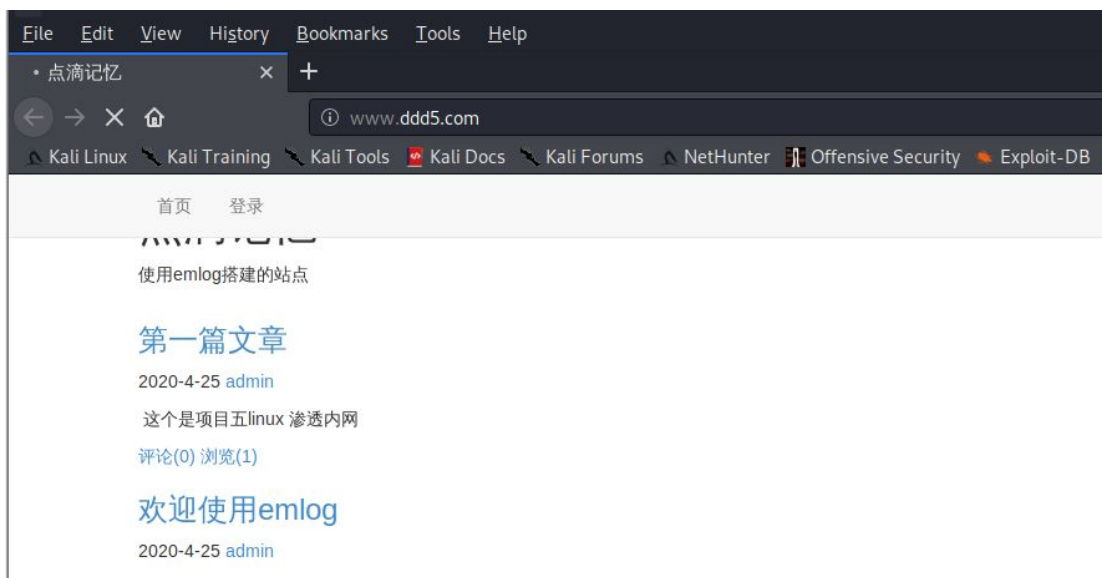 File Edit View History Bookmarks Tools Help
• 点滴记忆 × +
www.ddd5.com
Kali Linux Kali Training Kali Tools Kali Docs Kali Forums NetHunter Offensive Security Exploit-DB
首页 登录
点滴记忆
使用emlog搭建的站点
第一篇文章
2020-4-25 admin
这个是项目五linux 渗透内网
评论(0) 浏览(1)
欢迎使用emlog
2020-4-25 admin